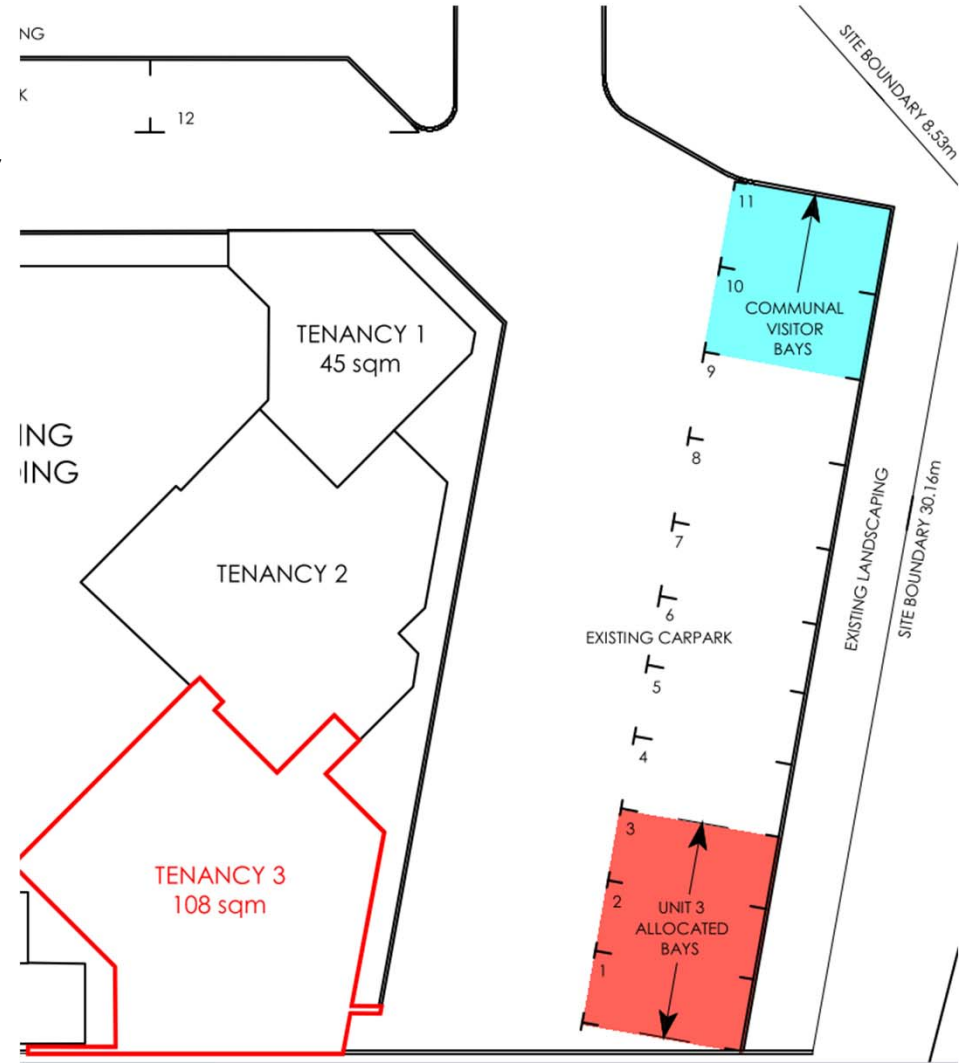 NG
K
12
SITE BOUNDARY 8.53m
11
10
COMMUNAL
VISITOR
BAYS
9
TENANCY 1
45 sqm
ING
ING
8
7
TENANCY 2
6
EXISTING CARPARK
5
4
EXISTING LANDSCAPING
SITE BOUNDARY 30.16m
3
2
1
UNIT 3
ALLOCATED
BAYS
TENANCY 3
108 sqm